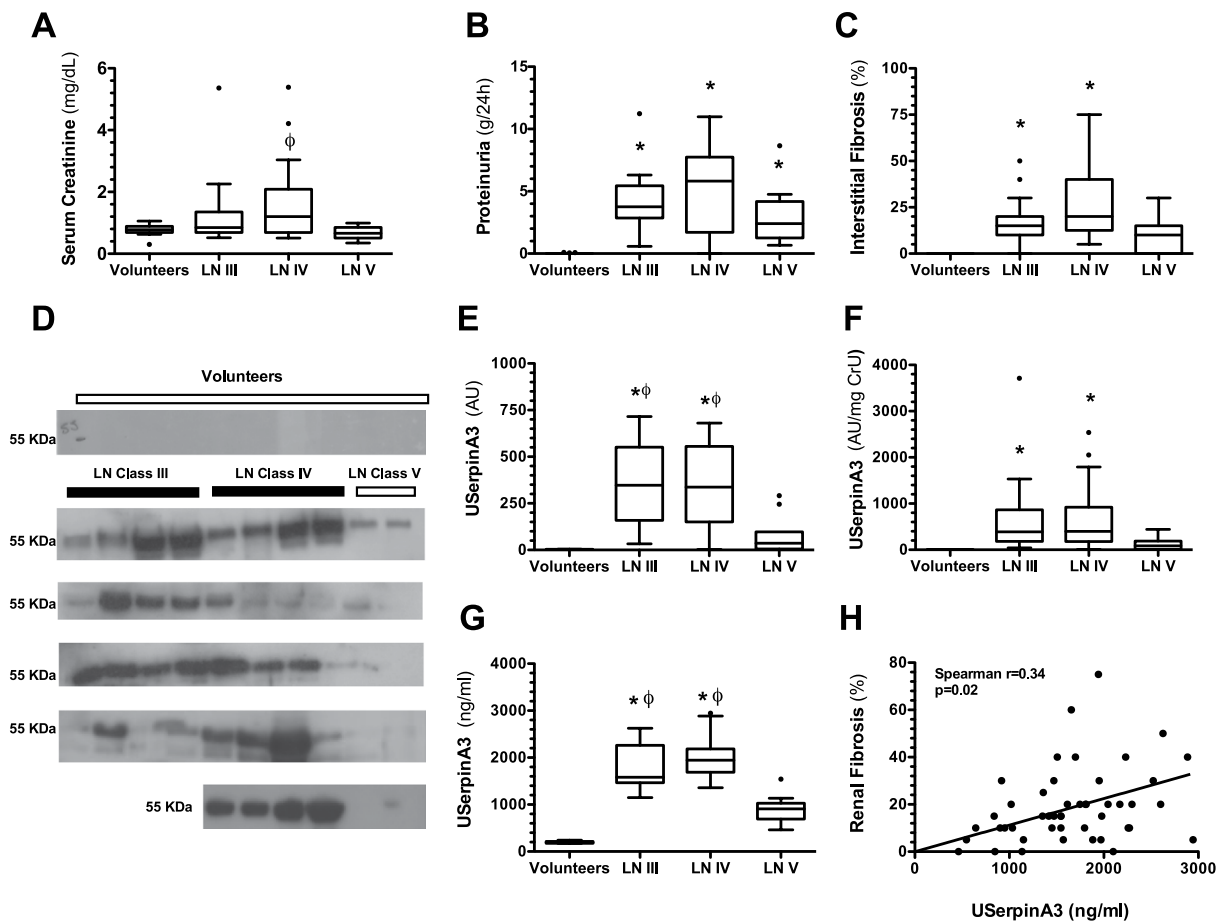 A
Serum Creatinine (mg/dL)
6
4
2
0
Volunteers LN III LN IV LN V
ϕ
B
Proteinuria (g/24h)
15
10
5
0
Volunteers LN III LN IV LN V
* * *
C
Interstitial Fibrosis (%)
100
75
50
25
0
Volunteers LN III LN IV LN V
* *
D
Volunteers
55 KDa
LN Class III LN Class IV LN Class V
55 KDa
55 KDa
55 KDa
55 KDa
55 KDa
E
USerpinA3 (AU)
1000
750
500
250
0
Volunteers LN III LN IV LN V
*ϕ *ϕ
F
USerpinA3 (AU/mg CrU)
4000
3000
2000
1000
0
Volunteers LN III LN IV LN V
* *
G
USerpinA3 (ng/ml)
4000
3000
2000
1000
0
Volunteers LN III LN IV LN V
* ϕ * ϕ
H
Renal Fibrosis (%)
80
60
40
20
0
Spearman r=0.34
p=0.02
0 1000 2000 3000
USerpinA3 (ng/ml)